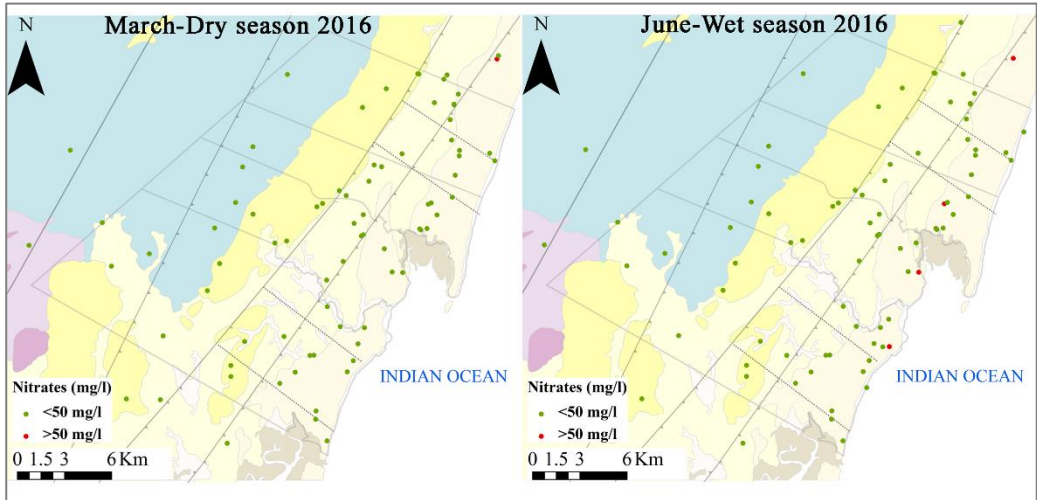 March-Dry season 2016
N
INDIAN OCEAN
Nitrates (mg/l)
<50 mg/l
>50 mg/l
0 1.5 3 6 Km
June-Wet season 2016
N
INDIAN OCEAN
Nitrates (mg/l)
<50 mg/l
>50 mg/l
0 1.5 3 6 Km